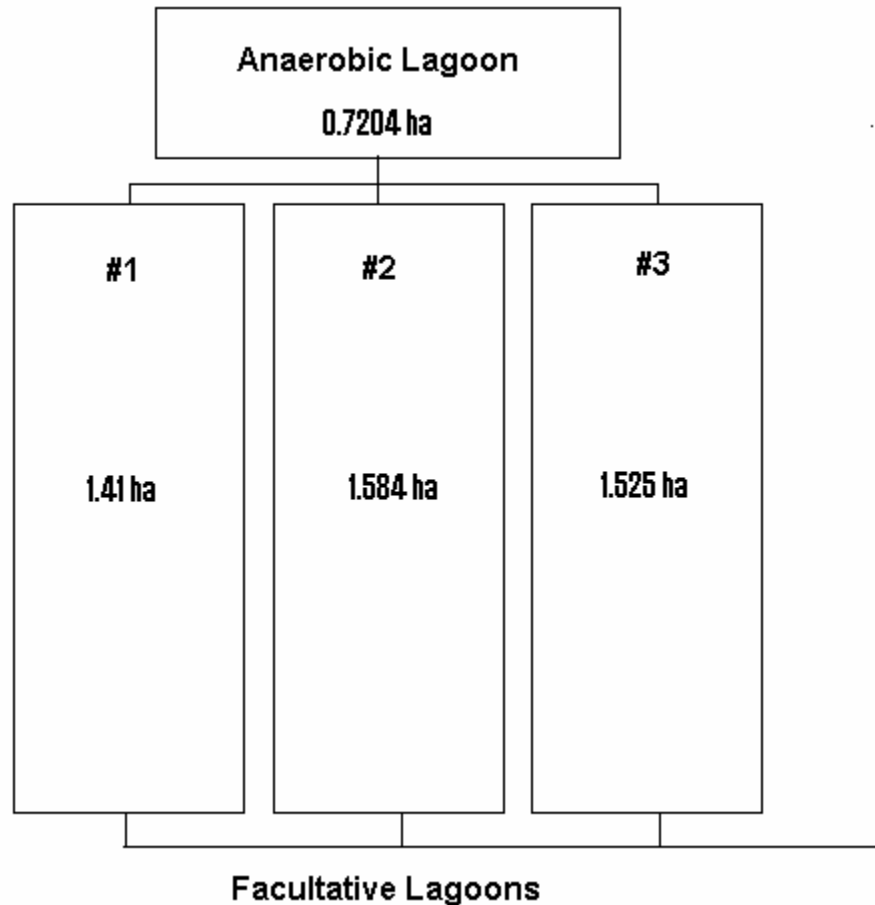 Anaerobic Lagoon
0.7204 ha
#1
#2
#3
1.41 ha
1.584 ha
1.525 ha
Facultative Lagoons